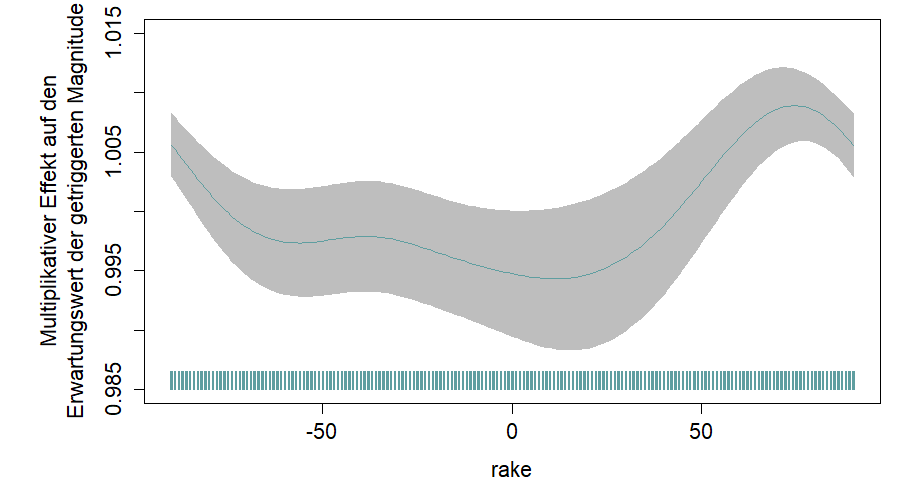 Multiplikativer Effekt auf den
Erwartungswert der getriggerten Magnitude
1.015
1.005
0.995
0.985
-50
0
50
rake